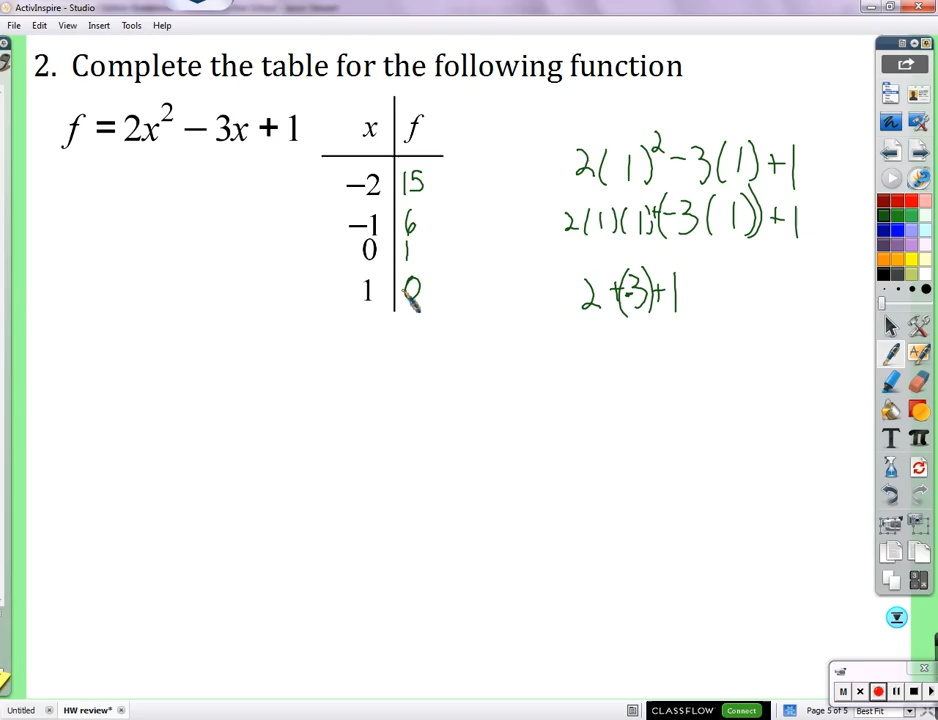 ActivInspire - Studio
File Edit View Insert Tools Help
2. Complete the table for the following function
f = 2x² − 3x + 1
x f
−2 15
−1 6
0 1
1 0
2(1)² − 3(1) + 1
2(1)(1) + (−3(1)) + 1
2 + (-3) + 1
M
Untitled HW review* CLASSFLOW Connect Page 5 of 5 Best Fit